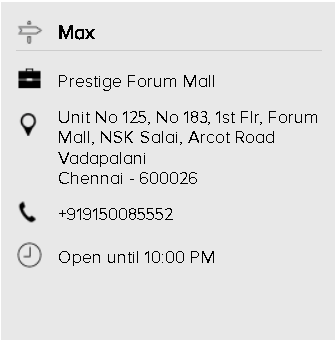 Max
Prestige Forum Mall
Unit No 125, No 183, 1st Flr, Forum
Mall, NSK Salai, Arcot Road
Vadapalani
Chennai - 600026
+919150085552
Open until 10:00 PM